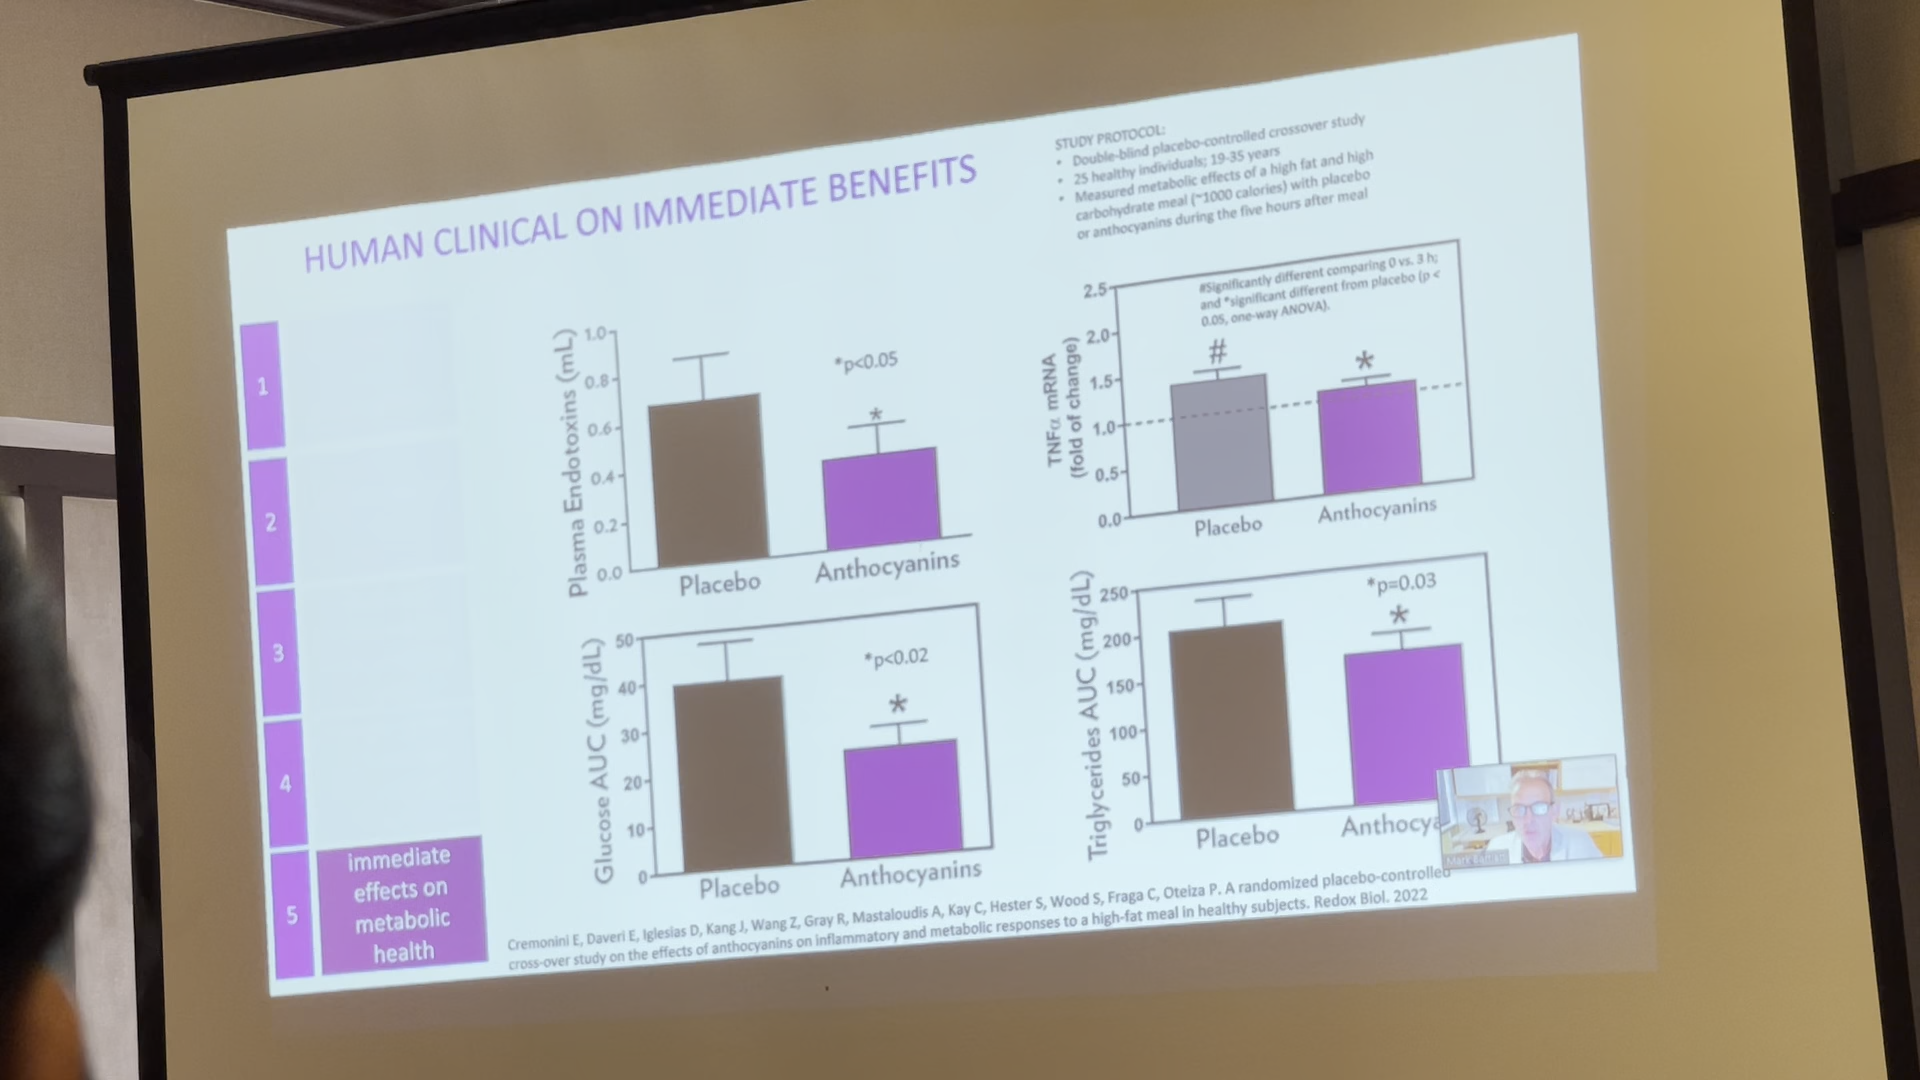 HUMAN CLINICAL ON IMMEDIATE BENEFITS
STUDY PROTOCOL:
• Double-blind placebo-controlled crossover study
• 25 healthy individuals; 19-35 years
• Measured metabolic effects of a high fat and high
carbohydrate meal (~1000 calories) with placebo
or anthocyanins during the five hours after meal
1
2
3
4
5
immediate
effects on
metabolic
health
Plasma Endotoxins (mL)
1.0
0.8
0.6
0.4
0.2
0.0
*p<0.05
*
Placebo
Anthocyanins
TNFα mRNA
(fold of change)
2.5
2.0
1.5
1.0
0.5
0.0
#Significantly different comparing 0 vs. 3 h;
and *significant different from placebo (p <
0.05, one-way ANOVA).
#
*
Placebo
Anthocyanins
Glucose AUC (mg/dL)
50
40
30
20
10
0
*p<0.02
*
Placebo
Anthocyanins
Triglycerides AUC (mg/dL)
250
200
150
100
50
0
*p=0.03
*
Placebo
Anthocya
Mark
Cremonini E, Daveri E, Iglesias D, Kang J, Wang Z, Gray R, Mastaloudis A, Kay C, Hester S, Wood S, Fraga C, Oteiza P. A randomized placebo-controlled
cross-over study on the effects of anthocyanins on inflammatory and metabolic responses to a high-fat meal in healthy subjects. Redox Biol. 2022